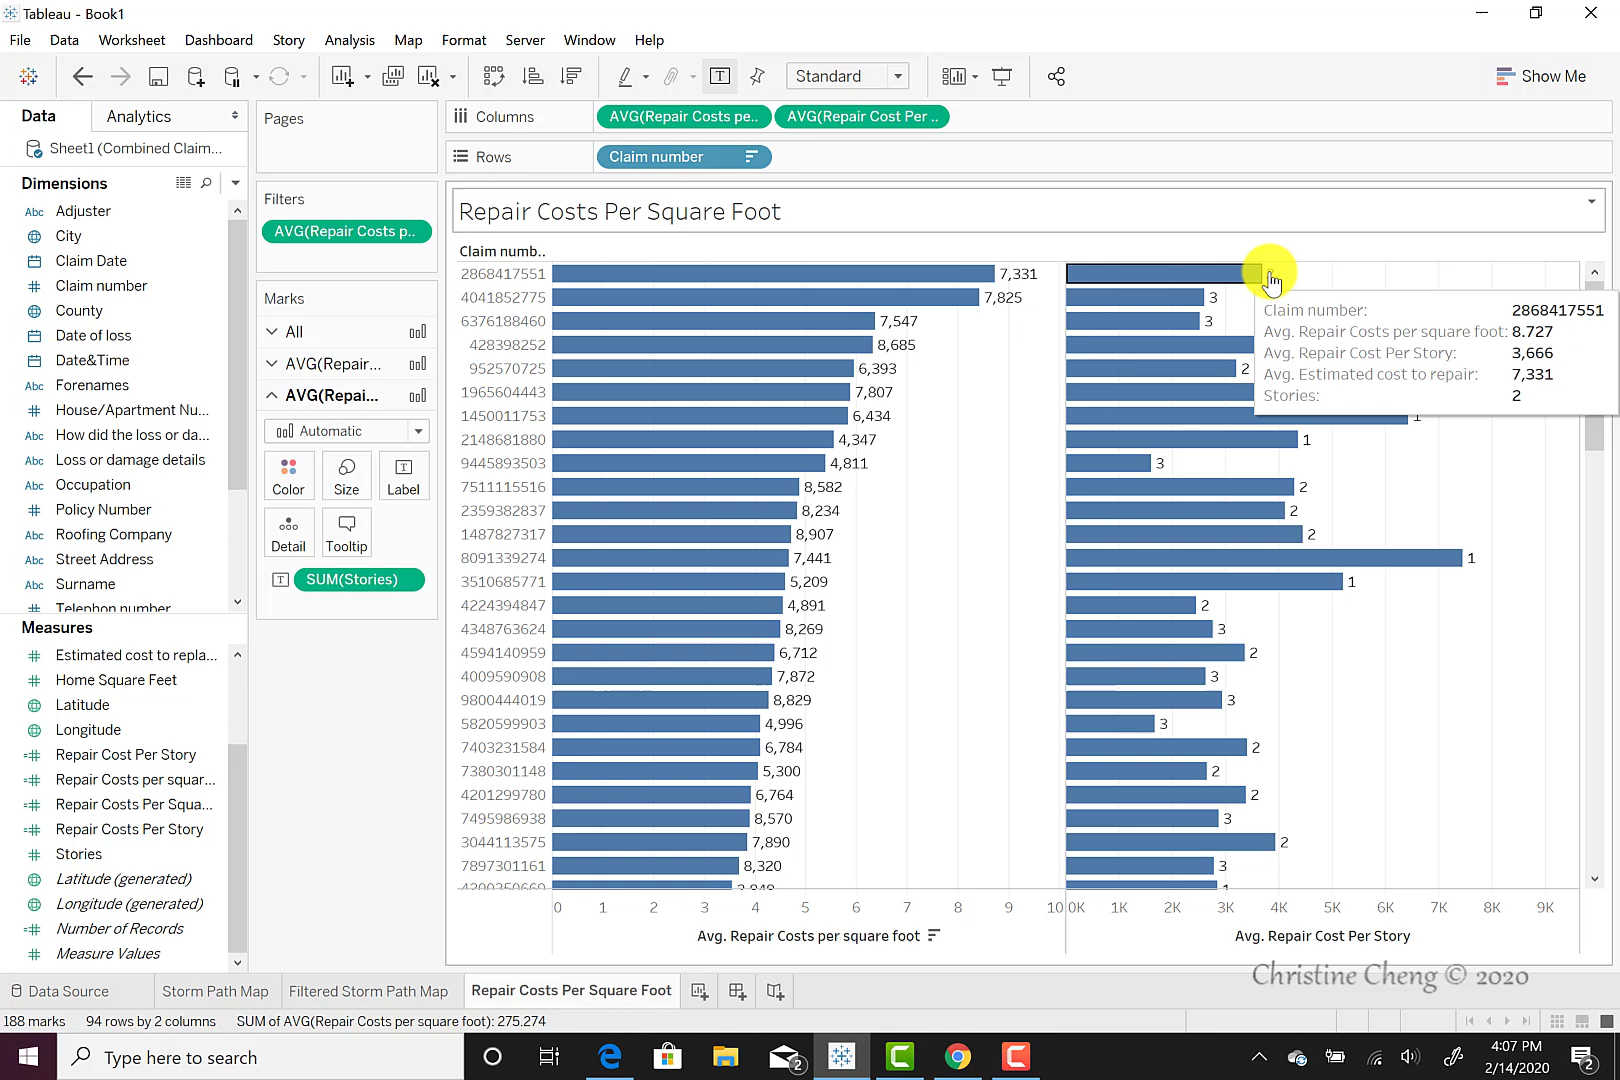 Tableau - Book1
File Data Worksheet Dashboard Story Analysis Map Format Server Window Help
Standard
Show Me
Data Analytics
Sheet1 (Combined Claim...
Dimensions
Abc Adjuster
City
Claim Date
Claim number
County
Date of loss
Date&Time
Abc Forenames
House/Apartment Nu...
Abc How did the loss or da...
Abc Loss or damage details
Abc Occupation
Policy Number
Abc Roofing Company
Abc Street Address
Abc Surname
Telephon number
Measures
Estimated cost to repla...
Home Square Feet
Latitude
Longitude
Repair Cost Per Story
Repair Costs per squar...
Repair Costs Per Squa...
Repair Costs Per Story
Stories
Latitude (generated)
Longitude (generated)
Number of Records
Measure Values
Pages
Filters
AVG(Repair Costs p..
Marks
All
AVG(Repair...
AVG(Repai...
Automatic
Color Size Label
Detail Tooltip
SUM(Stories)
Columns AVG(Repair Costs pe.. AVG(Repair Cost Per ..
Rows Claim number
Repair Costs Per Square Foot
Claim numb..
2868417551 7,331
4041852775 7,825 3
6376188460 7,547 3
428398252 8,685
952570725 6,393 2
1965604443 7,807
1450011753 6,434 1
2148681880 4,347 1
9445893503 4,811 3
7511115516 8,582 2
2359382837 8,234 2
1487827317 8,907 2
8091339274 7,441 1
3510685771 5,209 1
4224394847 4,891 2
4348763624 8,269 3
4594140959 6,712 2
4009590908 7,872 3
9800444019 8,829 3
5820599903 4,996 3
7403231584 6,784 2
7380301148 5,300 2
4201299780 6,764 2
7495986938 8,570 3
3044113575 7,890 2
7897301161 8,320 3
Claim number: 2868417551
Avg. Repair Costs per square foot: 8.727
Avg. Repair Cost Per Story: 3,666
Avg. Estimated cost to repair: 7,331
Stories: 2
0 1 2 3 4 5 6 7 8 9 10 0K 1K 2K 3K 4K 5K 6K 7K 8K 9K
Avg. Repair Costs per square foot Avg. Repair Cost Per Story
Christine Cheng © 2020
Data Source Storm Path Map Filtered Storm Path Map Repair Costs Per Square Foot
188 marks 94 rows by 2 columns SUM of AVG(Repair Costs per square foot): 275.274
Type here to search
2
4:07 PM
2/14/2020
2